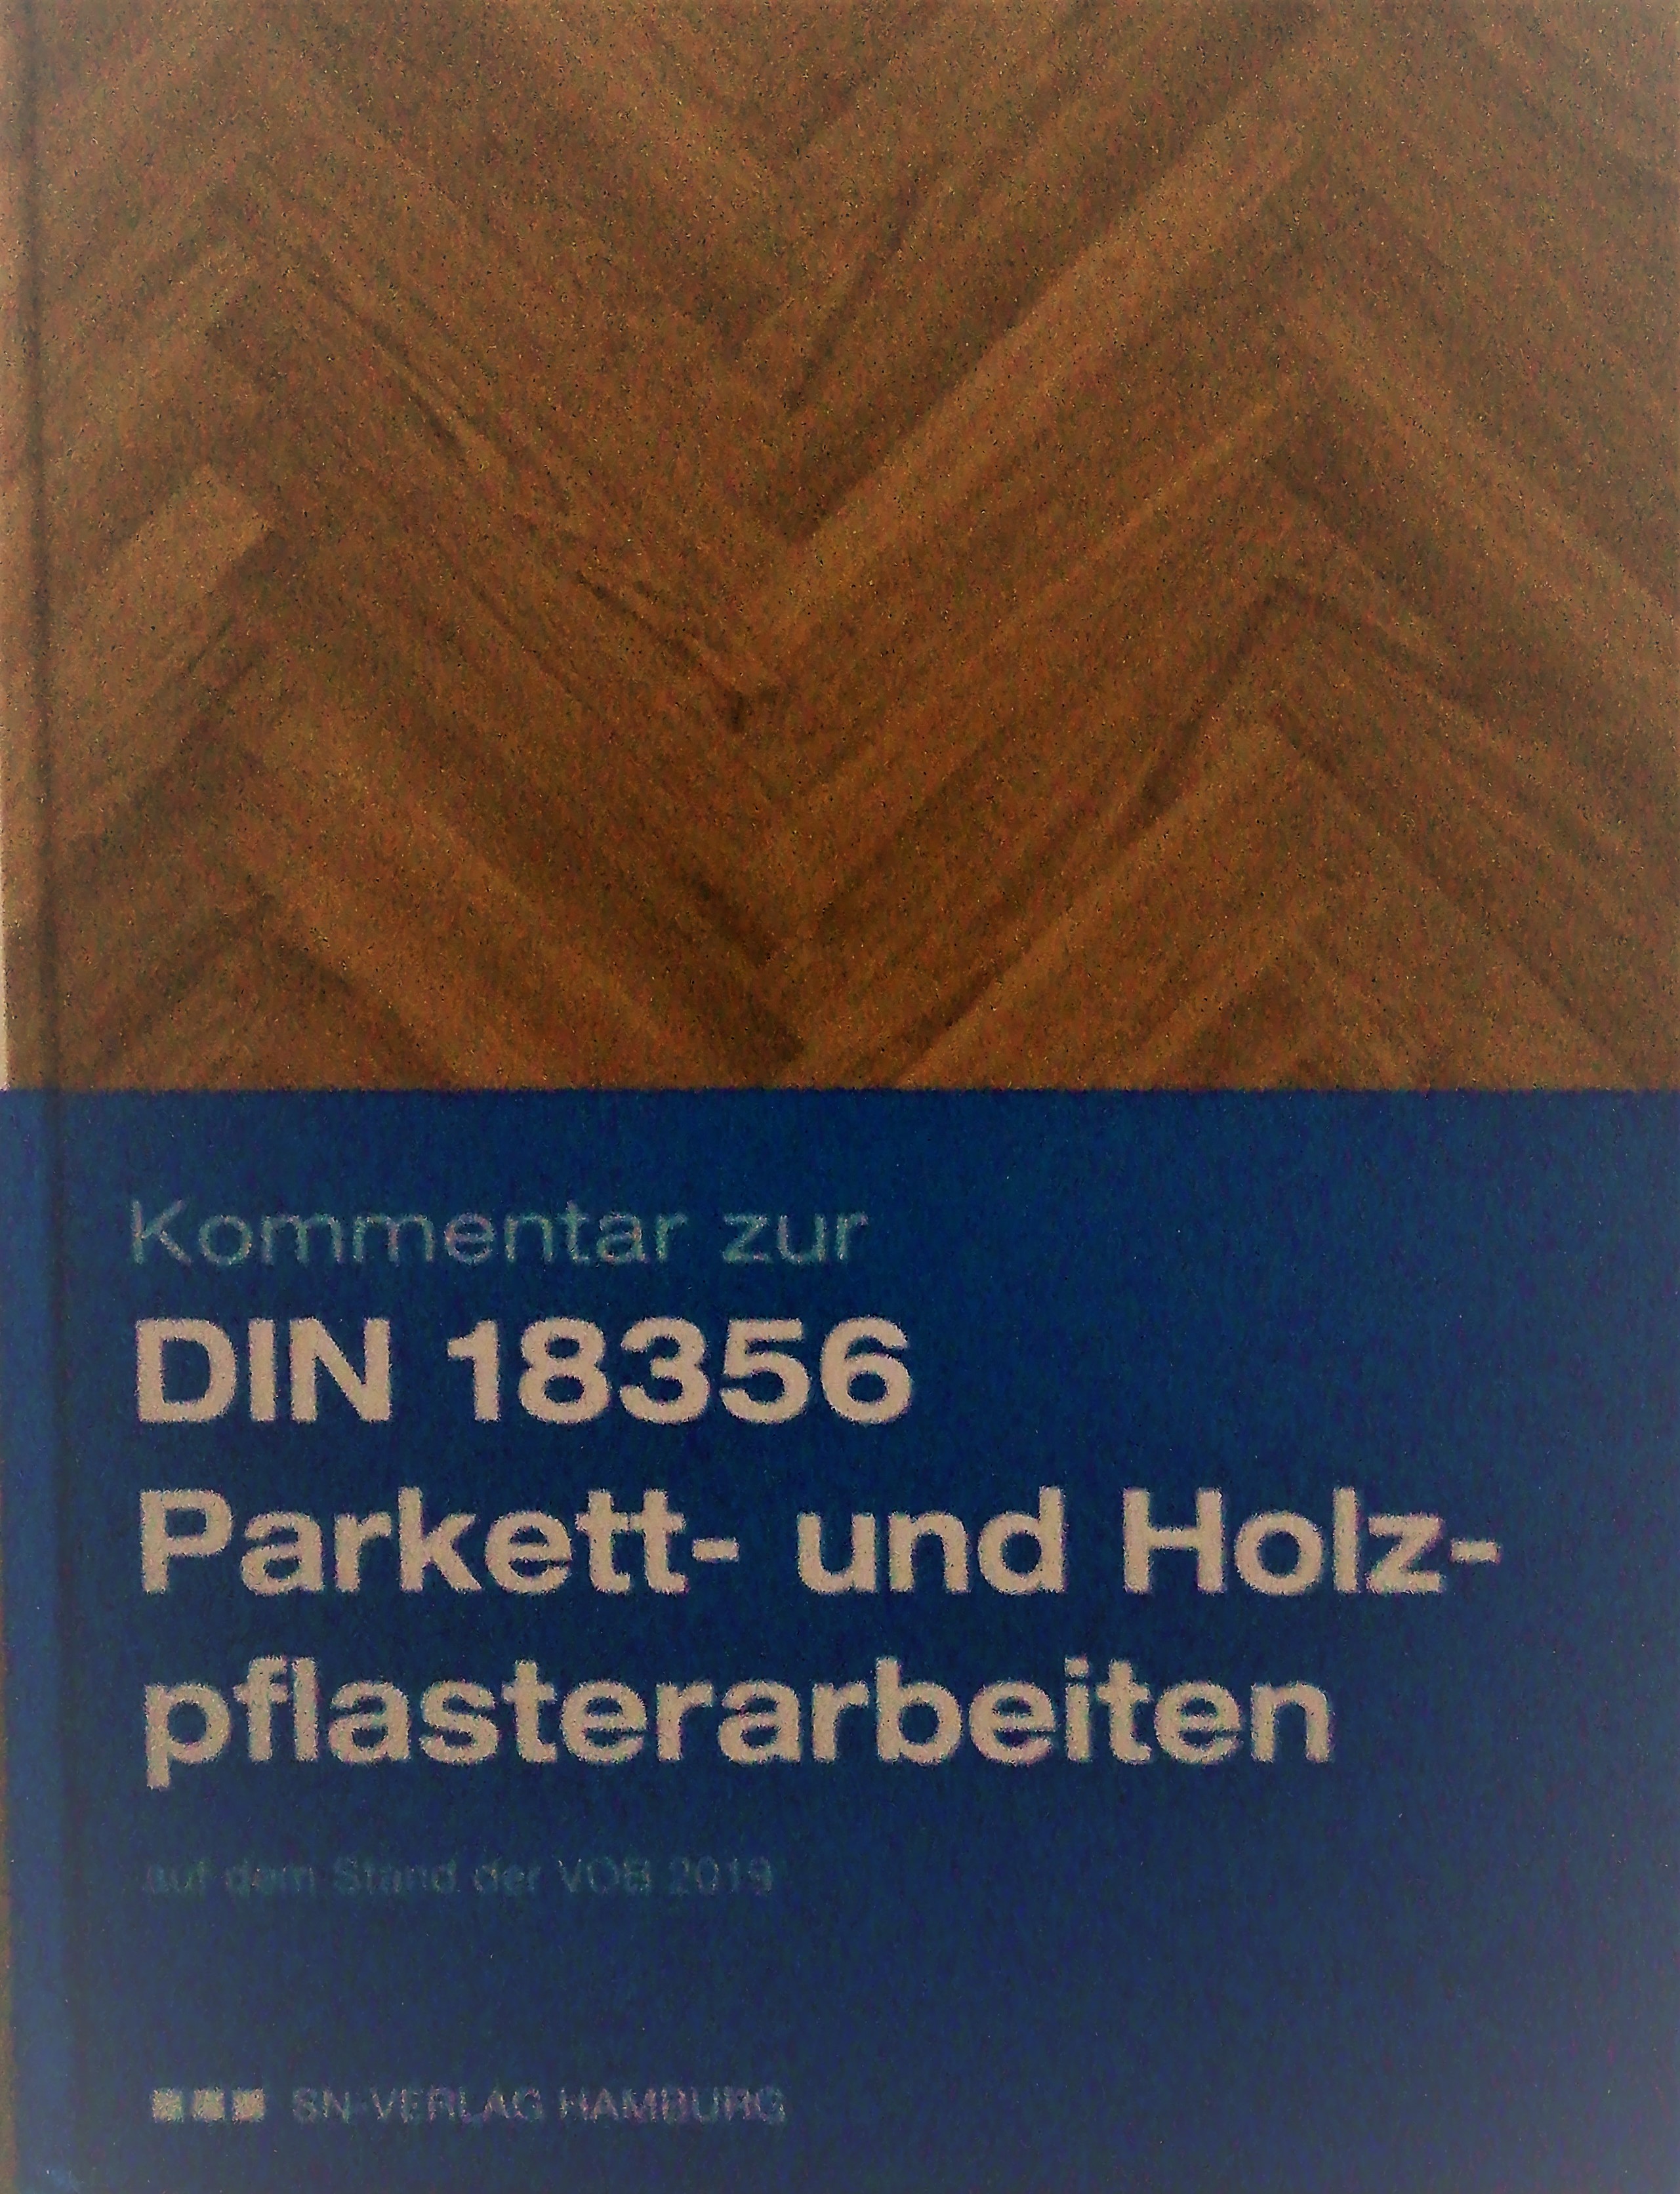 Kommentar zur
DIN 18356
Parkett- und Holz-
pflasterarbeiten
auf dem Stand der VOB 2019
SN-VERLAG HAMBURG